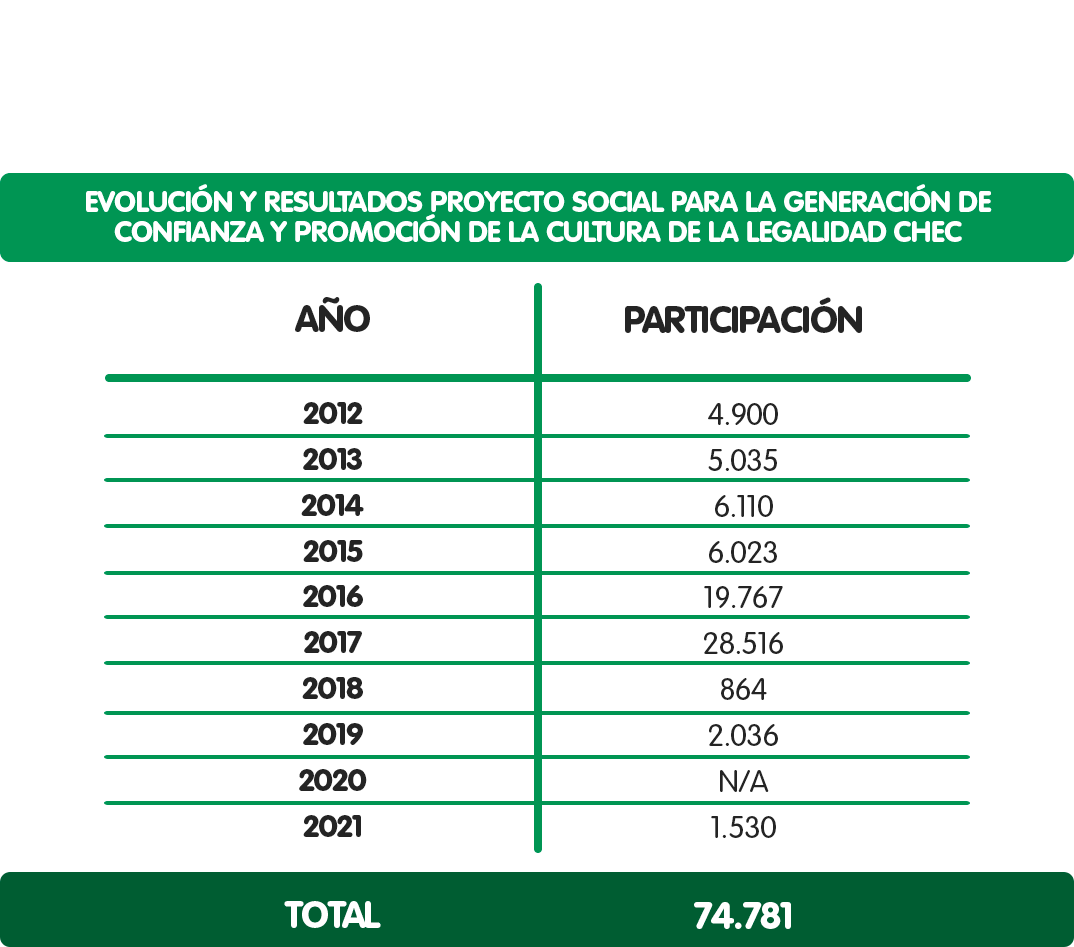 EVOLUCIÓN Y RESULTADOS PROYECTO SOCIAL PARA LA GENERACIÓN DE
CONFIANZA Y PROMOCIÓN DE LA CULTURA DE LA LEGALIDAD CHEC
AÑO PARTICIPACIÓN
2012 4.900
2013 5.035
2014 6.110
2015 6.023
2016 19.767
2017 28.516
2018 864
2019 2.036
2020 N/A
2021 1.530
TOTAL 74.781